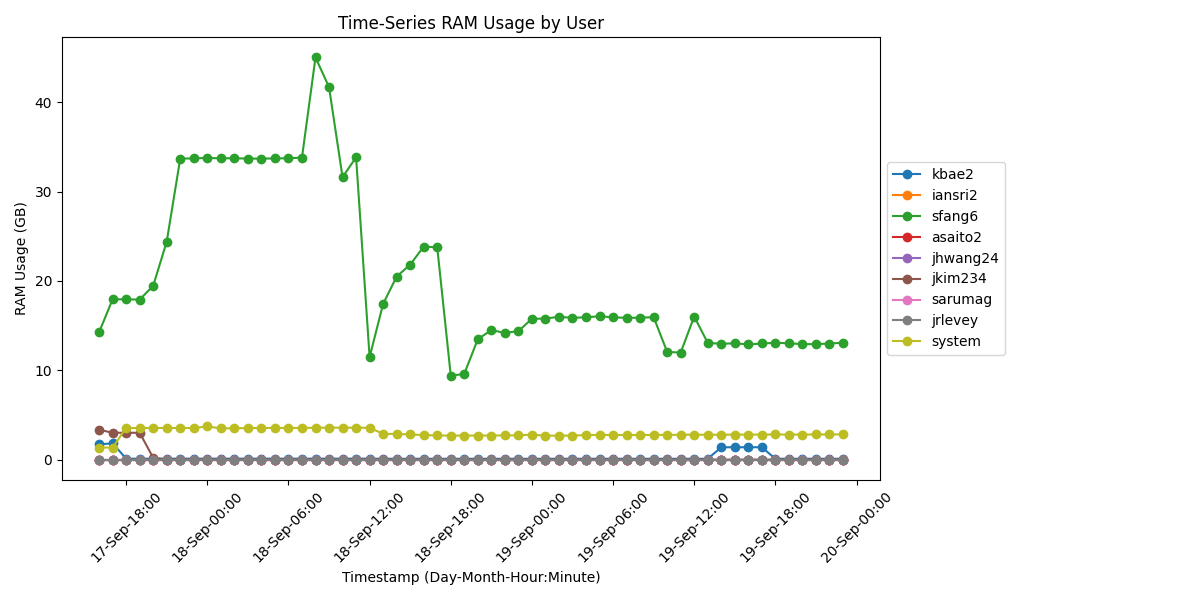 Time-Series RAM Usage by User
RAM Usage (GB)
40
30
20
10
0
17-Sep-18:00
18-Sep-00:00
18-Sep-06:00
18-Sep-12:00
18-Sep-18:00
19-Sep-00:00
19-Sep-06:00
19-Sep-12:00
19-Sep-18:00
20-Sep-00:00
Timestamp (Day-Month-Hour:Minute)
kbae2
iansri2
sfang6
asaito2
jhwang24
jkim234
sarumag
jrlevey
system